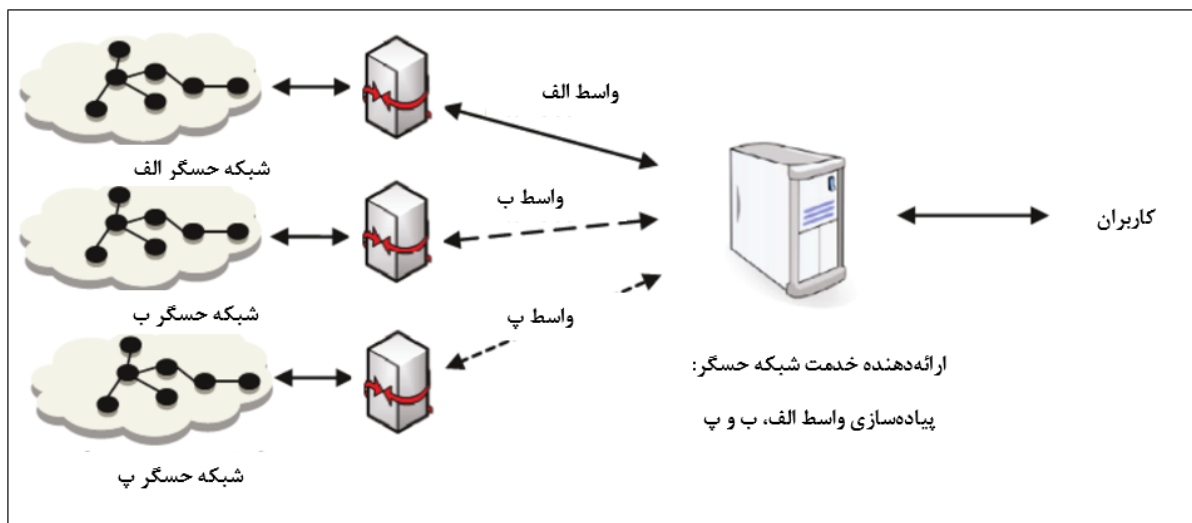 واسط الف
شبکه حسگر الف
واسط ب
کاربران
شبکه حسگر ب
واسط پ
ارائه‌دهنده خدمت شبکه حسگر:
پیاده‌سازی واسط الف، ب و پ
شبکه حسگر پ